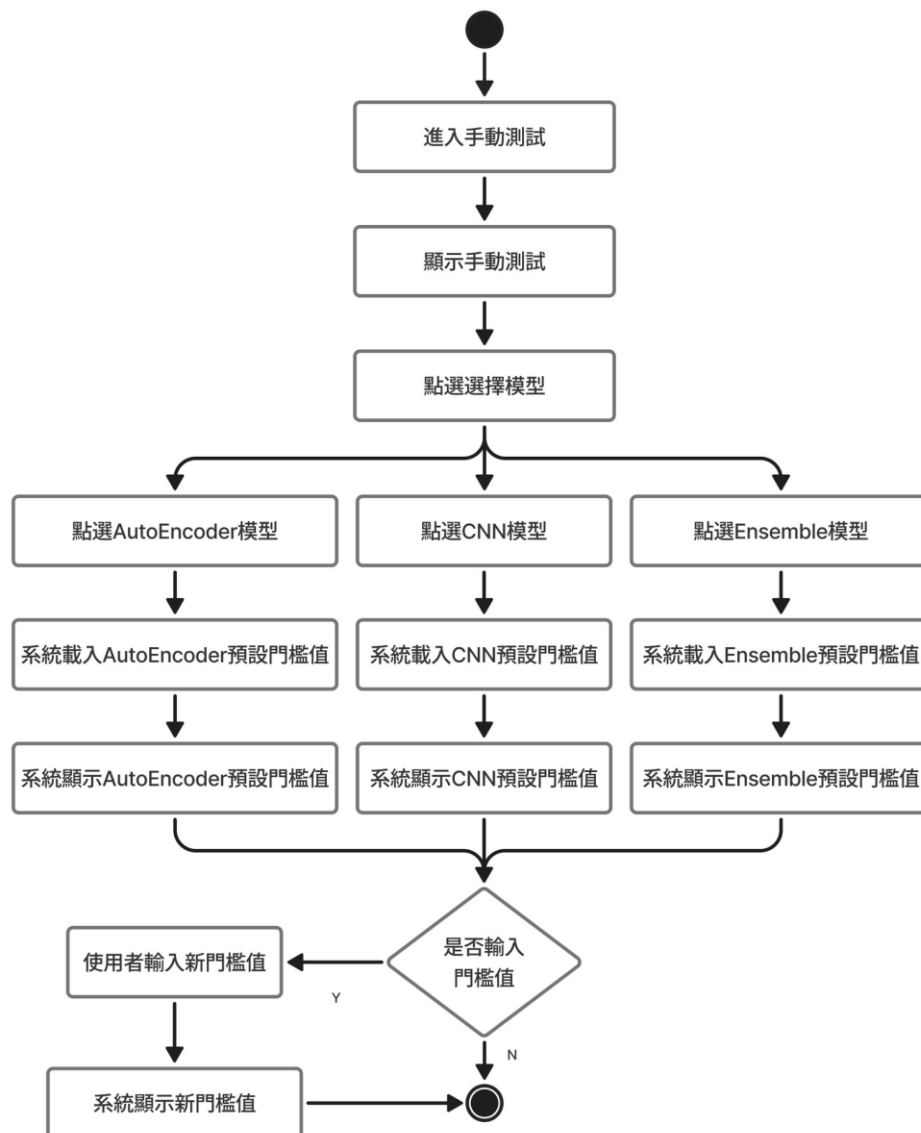 進入手動測試
顯示手動測試
點選選擇模型
點選AutoEncoder模型
點選CNN模型
點選Ensemble模型
系統載入AutoEncoder預設門檻值
系統載入CNN預設門檻值
系統載入Ensemble預設門檻值
系統顯示AutoEncoder預設門檻值
系統顯示CNN預設門檻值
系統顯示Ensemble預設門檻值
是否輸入
門檻值
使用者輸入新門檻值
Y
N
系統顯示新門檻值